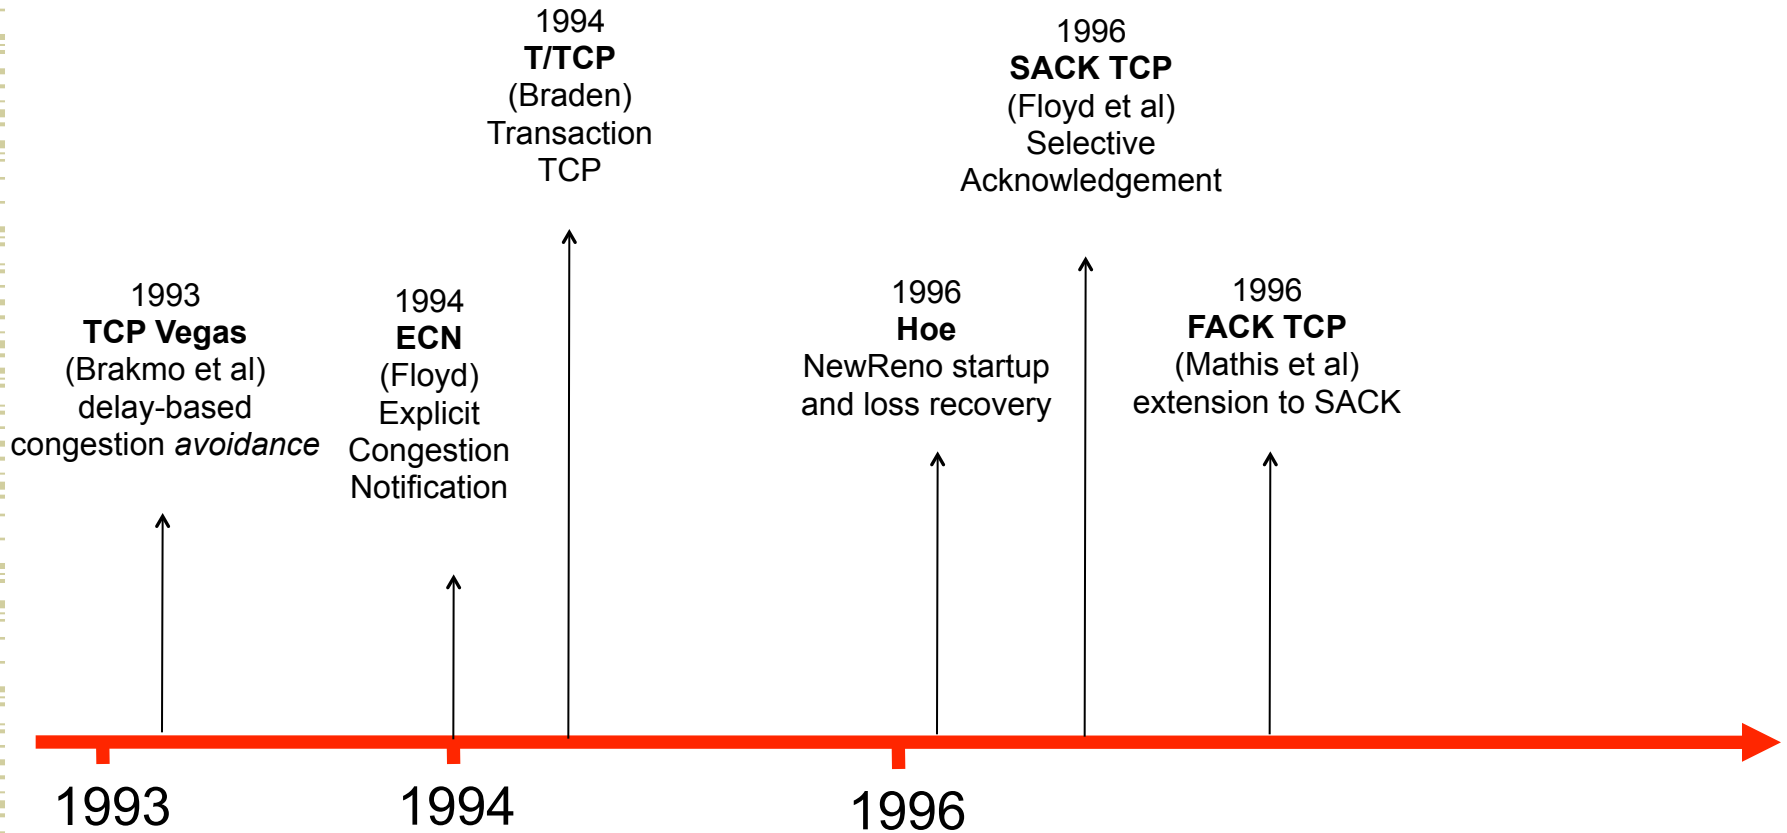 1993
TCP Vegas
(Brakmo et al)
delay-based
congestion avoidance
1994
ECN
(Floyd)
Explicit
Congestion
Notification
1994
T/TCP
(Braden)
Transaction
TCP
1996
Hoe
NewReno startup
and loss recovery
1996
SACK TCP
(Floyd et al)
Selective
Acknowledgement
1996
FACK TCP
(Mathis et al)
extension to SACK
1993
1994
1996